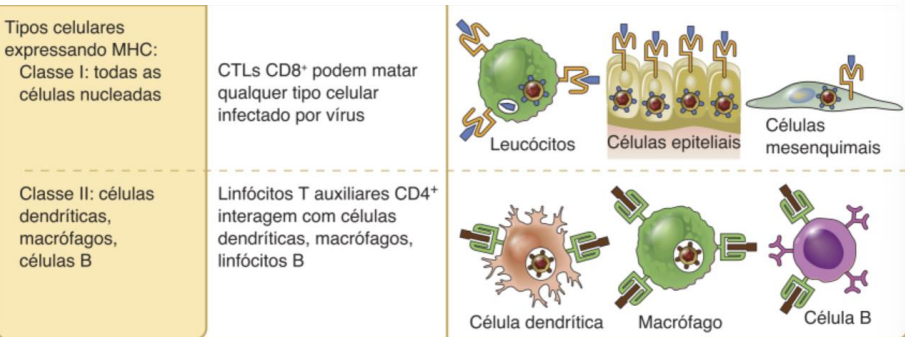 Tipos celulares
expressando MHC:
Classe I: todas as
células nucleadas
CTLs CD8⁺ podem matar
qualquer tipo celular
infectado por vírus
Leucócitos
Células epiteliais
Células
mesenquimais
Classe II: células
dendríticas,
macrófagos,
células B
Linfócitos T auxiliares CD4⁺
interagem com células
dendríticas, macrófagos,
linfócitos B
Célula dendrítica
Macrófago
Célula B